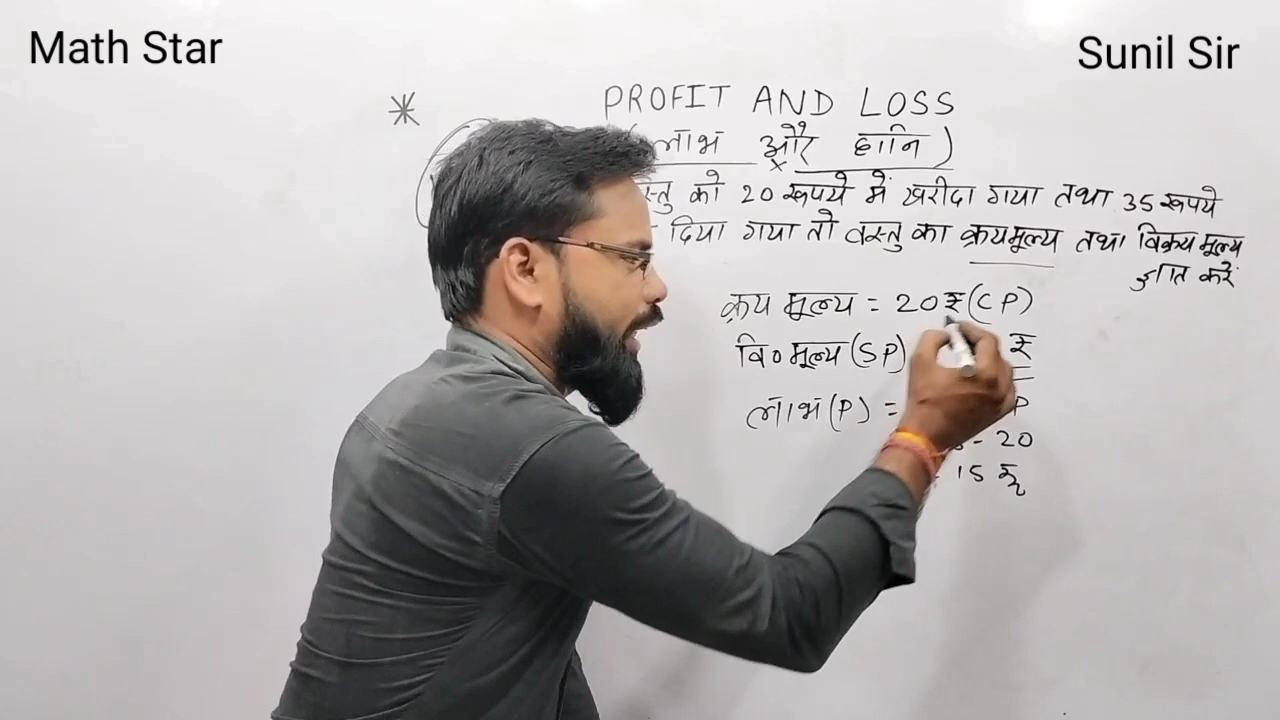 Math Star
Sunil Sir
PROFIT AND LOSS
(लाभ और हानि)
को 20 रूपये में खरीदा गया तथा 35 रूपये
दिया गया तो वस्तु का क्रयमूल्य तथा विक्रय मूल्य
ज्ञात करें
क्रय मूल्य = 20₹ (CP)
वि० मूल्य (SP) ₹
लाभ (P) = P
- 20
15 रू